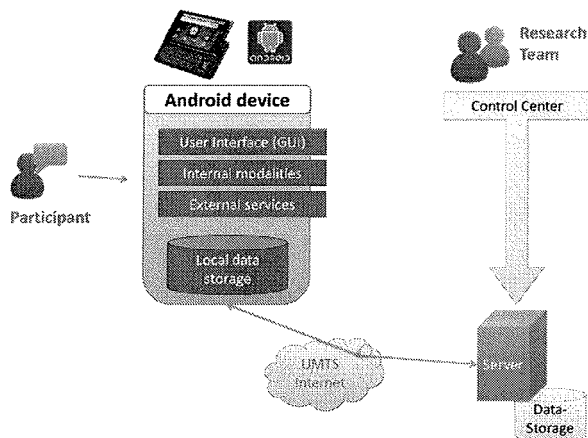 ANDROID
Research
Team
Android device
Control Center
User Interface (GUI)
Internal modalities
External services
Participant
Local data
storage
UMTS
Internet
Server
Data-
Storage